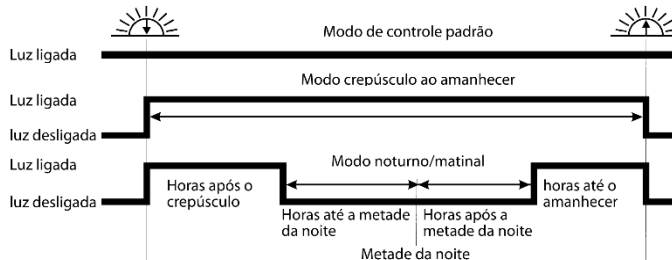 Modo de controle padrão
Luz ligada
Modo crepúsculo ao amanhecer
Luz ligada
luz desligada
Luz ligada
Modo noturno/matinal
Horas após o
crepúsculo
horas até o
amanhecer
luz desligada
Horas até a metade
da noite
Horas após a
metade da noite
Metade da noite